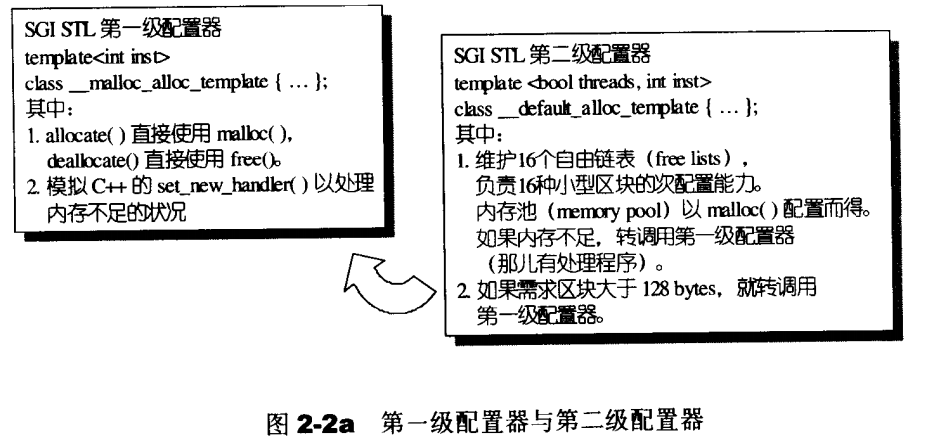 SGI STL 第一级配置器
template<int inst>
class __malloc_alloc_template { … };
其中：
1. allocate( ) 直接使用 malloc( ),
deallocate() 直接使用 free()。
2. 模拟 C++ 的 set_new_handler( ) 以处理
内存不足的状况
SGI STL 第二级配置器
template <bool threads, int inst>
class __default_alloc_template { … };
其中：
1. 维护16个自由链表（free lists），
负责16种小型区块的次配置能力。
内存池（memory pool）以 malloc( ) 配置而得。
如果内存不足，转调用第一级配置器
（那儿有处理程序）。
2. 如果需求区块大于 128 bytes，就转调用
第一级配置器。
图 2-2a 第一级配置器与第二级配置器